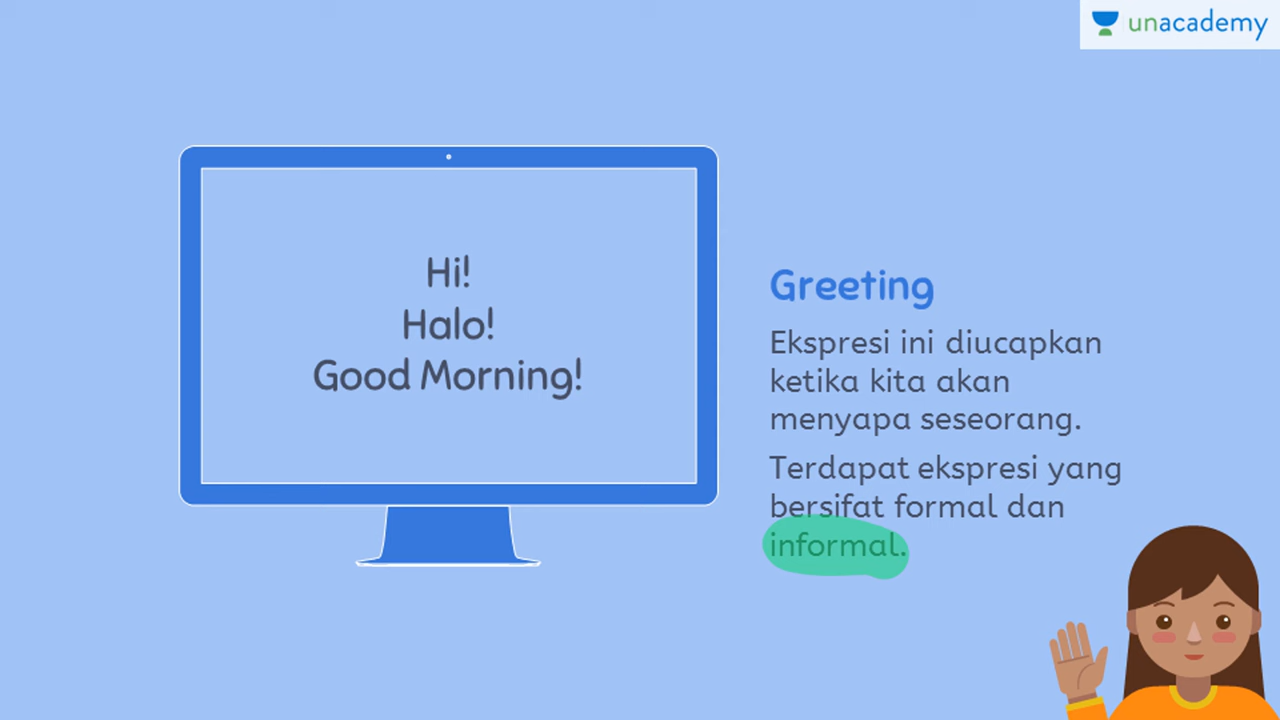 unacademy
Hi!
Halo!
Good Morning!
Greeting
Ekspresi ini diucapkan
ketika kita akan
menyapa seseorang.
Terdapat ekspresi yang
bersifat formal dan
informal.